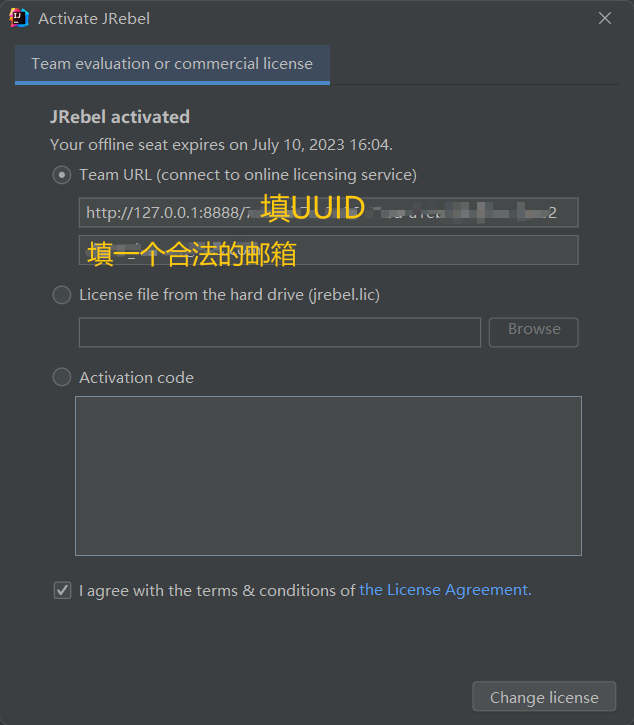 Activate JRebel
Team evaluation or commercial license
JRebel activated
Your offline seat expires on July 10, 2023 16:04.
Team URL (connect to online licensing service)
http://127.0.0.1:8888/
填UUID
填一个合法的邮箱
License file from the hard drive (jrebel.lic)
Browse
Activation code
I agree with the terms & conditions of the License Agreement.
Change license